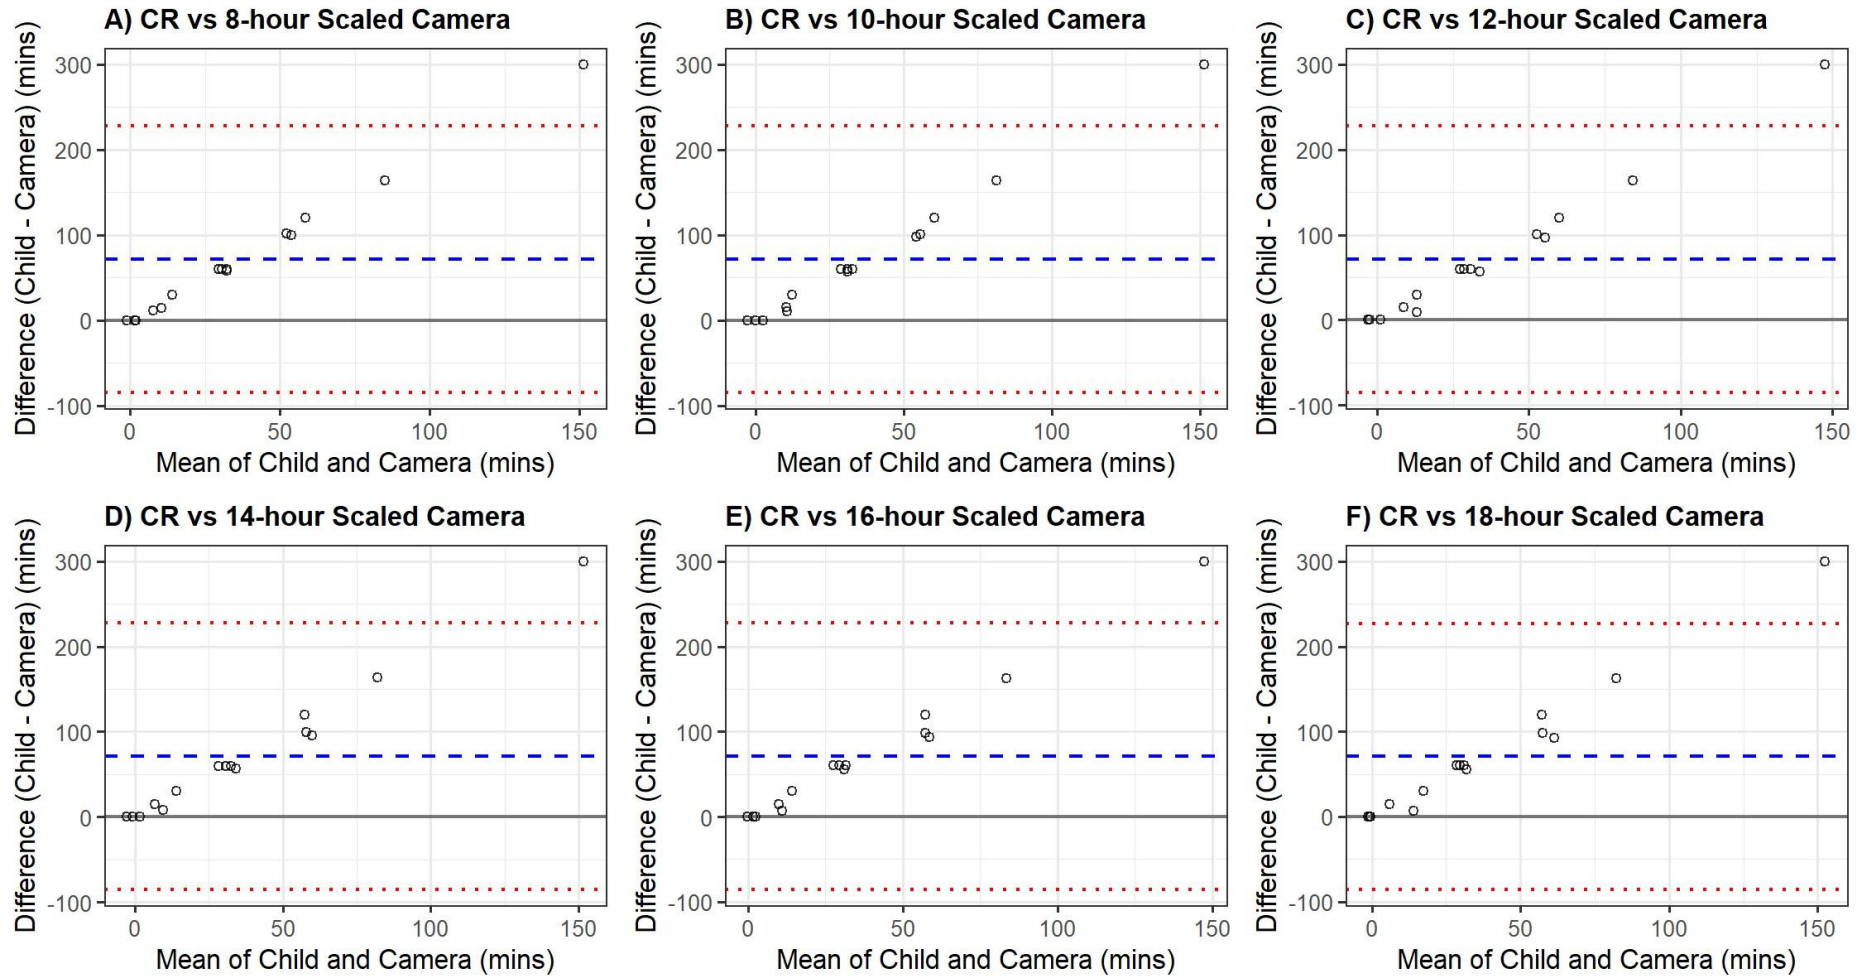 A) CR vs 8-hour Scaled Camera
Difference (Child - Camera) (mins)
300
200
100
0
-100
0 50 100 150
Mean of Child and Camera (mins)
B) CR vs 10-hour Scaled Camera
Difference (Child - Camera) (mins)
300
200
100
0
-100
0 50 100 150
Mean of Child and Camera (mins)
C) CR vs 12-hour Scaled Camera
Difference (Child - Camera) (mins)
300
200
100
0
-100
0 50 100 150
Mean of Child and Camera (mins)
D) CR vs 14-hour Scaled Camera
Difference (Child - Camera) (mins)
300
200
100
0
-100
0 50 100 150
Mean of Child and Camera (mins)
E) CR vs 16-hour Scaled Camera
Difference (Child - Camera) (mins)
300
200
100
0
-100
0 50 100 150
Mean of Child and Camera (mins)
F) CR vs 18-hour Scaled Camera
Difference (Child - Camera) (mins)
300
200
100
0
-100
0 50 100 150
Mean of Child and Camera (mins)